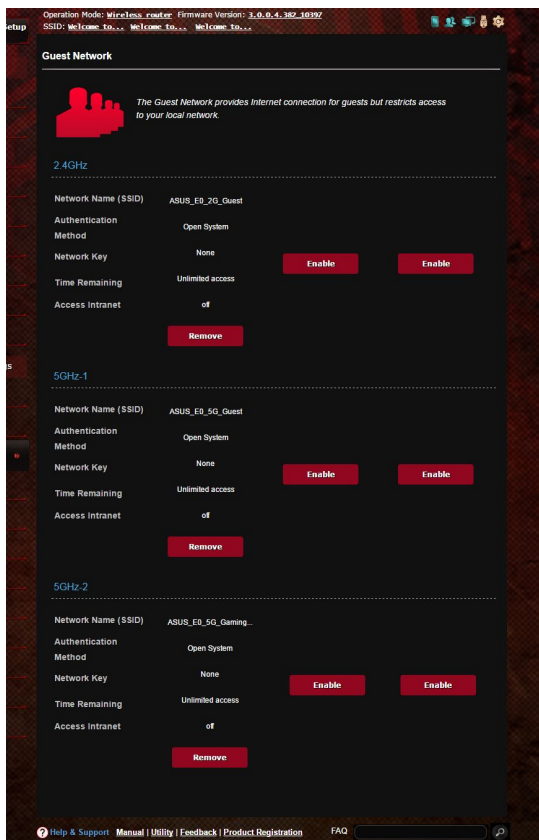 Operation Mode: Wireless router Firmware Version: 3.0.0.4.382_10397
Setup SSID: Welcome to... Welcome to... Welcome to...
Guest Network
The Guest Network provides Internet connection for guests but restricts access
to your local network.
2.4GHz
Network Name (SSID) ASUS_E0_2G_Guest
Authentication
Method
Open System
Network Key None
Enable Enable
Time Remaining Unlimited access
Access Intranet off
Remove
gs
5GHz-1
Network Name (SSID) ASUS_E0_5G_Guest
Authentication
Method
Open System
Network Key None
Enable Enable
Time Remaining Unlimited access
Access Intranet off
Remove
5GHz-2
Network Name (SSID) ASUS_E0_5G_Gaming...
Authentication
Method
Open System
Network Key None
Enable Enable
Time Remaining Unlimited access
Access Intranet off
Remove
Help & Support Manual | Utility | Feedback | Product Registration FAQ